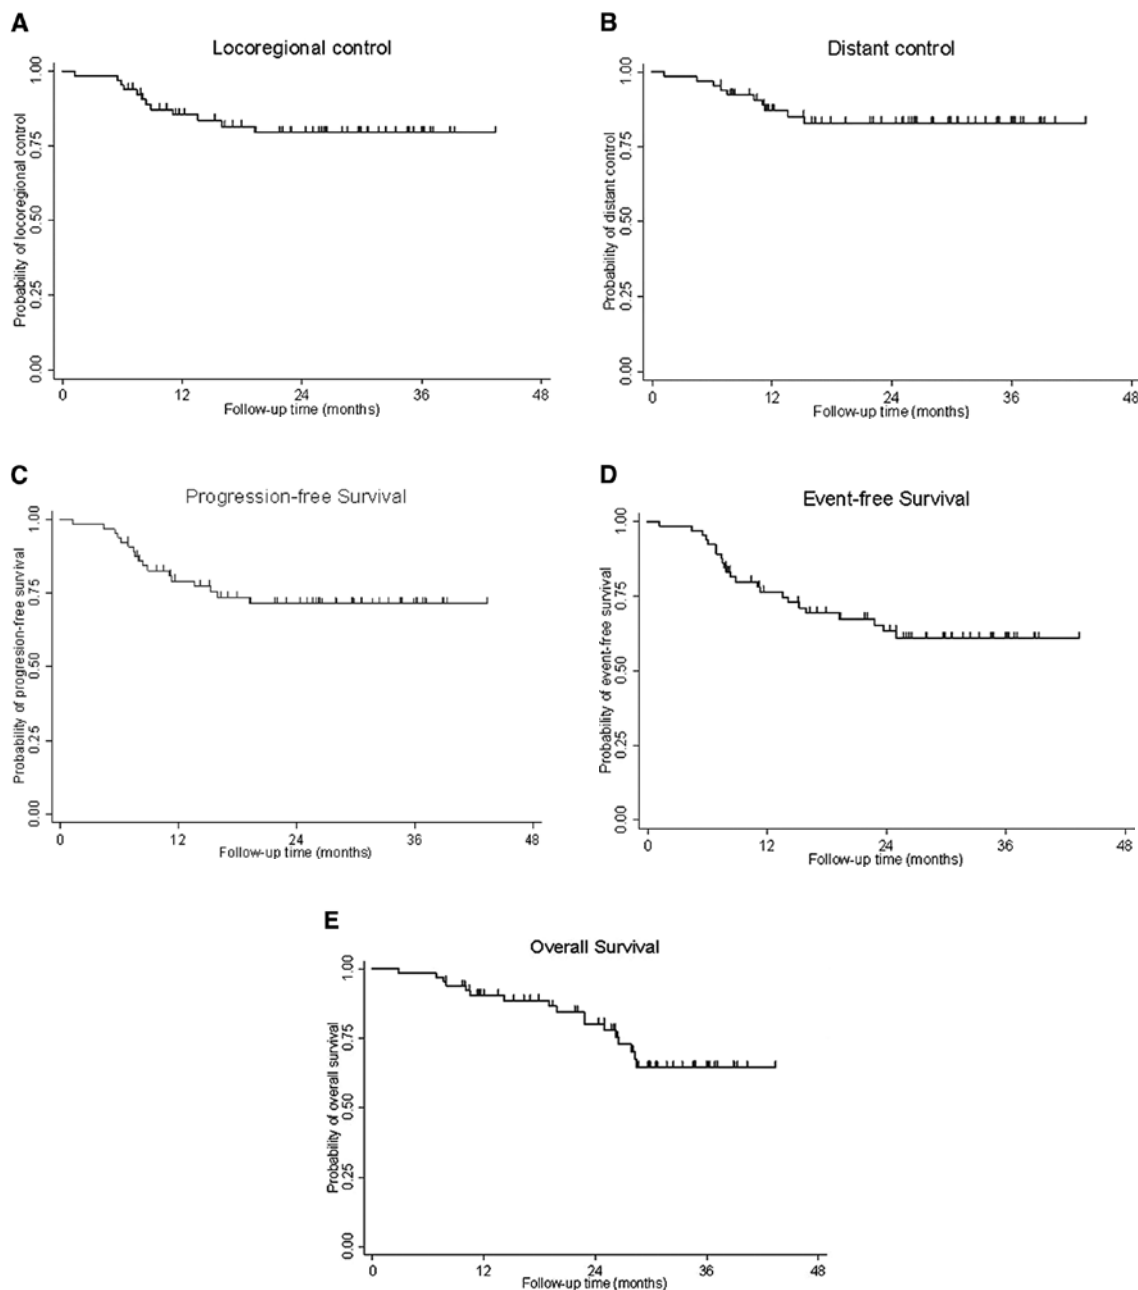 A
Locoregional control
Probability of locoregional control
1.00
0.75
0.50
0.25
0.00
0 12 24 36 48
Follow-up time (months)
B
Distant control
Probability of distant control
1.00
0.75
0.50
0.25
0.00
0 12 24 36 48
Follow-up time (months)
C
Progression-free Survival
Probability of progresion-free survival
1.00
0.75
0.50
0.25
0.00
0 12 24 36 48
Follow-up time (months)
D
Event-free Survival
Probability of event-free survival
1.00
0.75
0.50
0.25
0.00
0 12 24 36 48
Follow-up time (months)
E
Overall Survival
Probability of overall survival
1.00
0.75
0.50
0.25
0.00
0 12 24 36 48
Follow-up time (months)